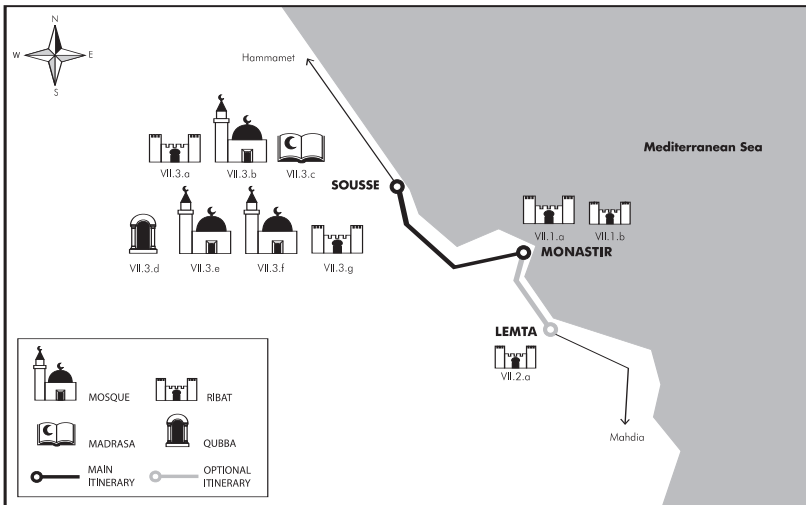 N
W E
S
Hammamet
Mediterranean Sea
VII.3.a VII.3.b VII.3.c
SOUSSE
VII.1.a VII.1.b
MONASTIR
VII.3.d VII.3.e VII.3.f VII.3.g
LEMTA
VII.2.a
Mahdia
MOSQUE RIBAT
MADRASA QUBBA
MAIN
ITINERARY
OPTIONAL
ITINERARY